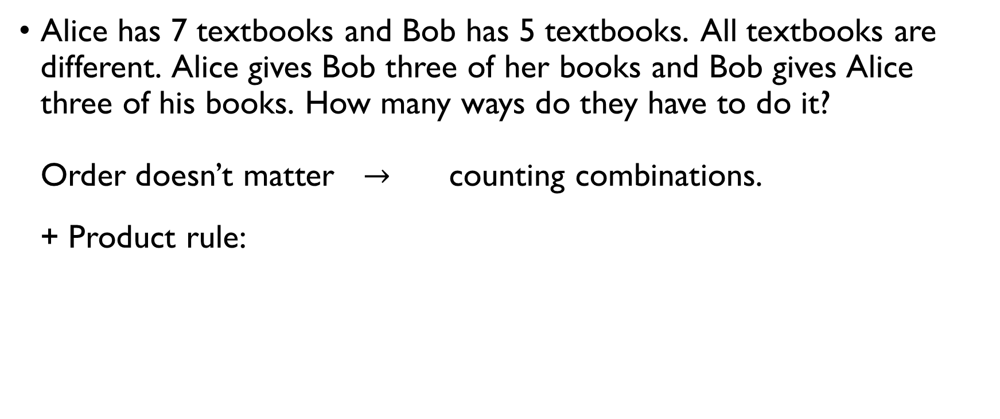 • Alice has 7 textbooks and Bob has 5 textbooks. All textbooks are
different. Alice gives Bob three of her books and Bob gives Alice
three of his books. How many ways do they have to do it?
Order doesn’t matter → counting combinations.
+ Product rule: